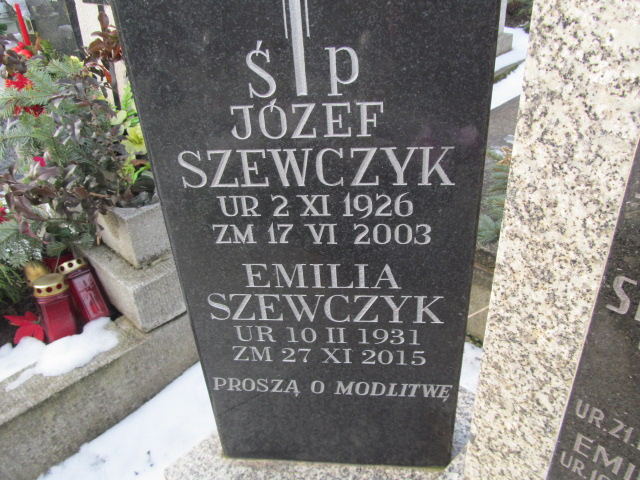 Ś P
JÓZEF
SZEWCZYK
UR 2 XI 1926
ZM 17 VI 2003
EMILIA
SZEWCZYK
UR 10 II 1931
ZM 27 XI 2015
PROSZĄ O MODLITWĘ
UR.